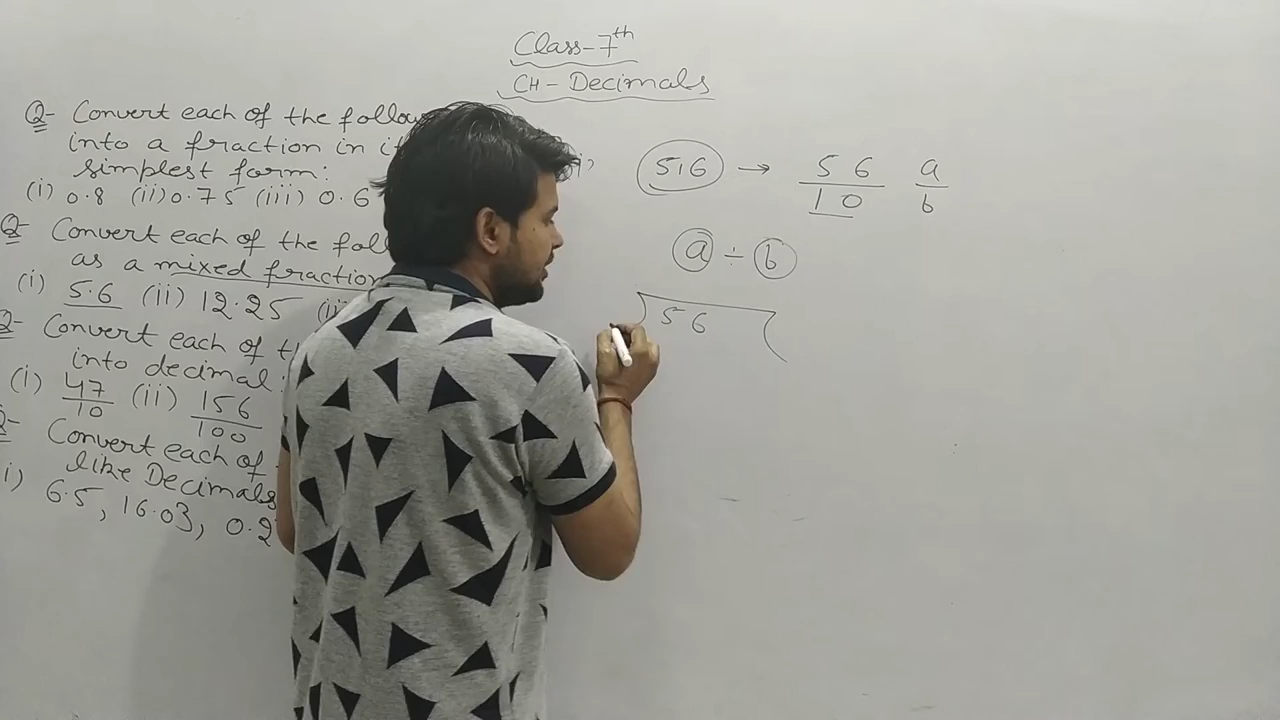 Class-7th
CH- Decimals
Q- Convert each of the
into a fraction in
simplest form:
(i) 0.8 (ii) 0.75 (iii) 0.6
Q- Convert each of the
as a mixed fraction
(i) 5.6 (ii) 12.25
Q- Convert each of
into decimal:
(i) 47/10 (ii) 156/100
Q- Convert each of
like Decimals
i) 6.5, 16.03, 0.2
5.6 → 56/10 a/b
a ÷ b
56